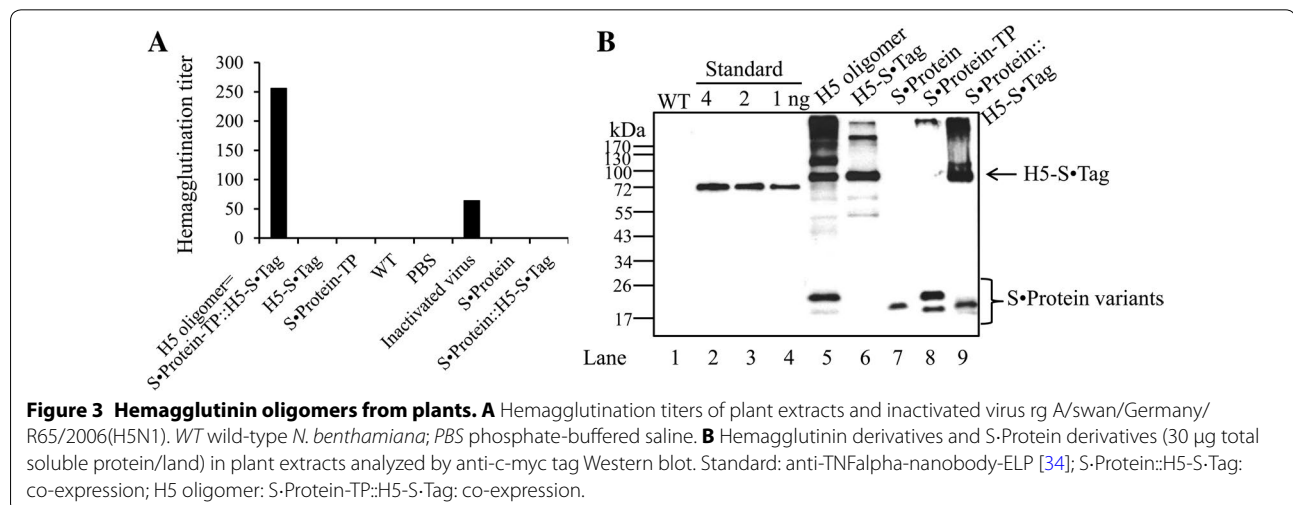 A
Hemagglutination titer
300
250
200
150
100
50
0
H5 oligomer=
S•Protein-TP::H5-S•Tag
H5-S•Tag
S•Protein-TP
WT
PBS
Inactivated virus
S•Protein
S•Protein::H5-S•Tag
B
Standard
WT 4 2 1 ng
H5 oligomer
H5-S•Tag
S•Protein
S•Protein-TP
S•Protein::
H5-S•Tag
kDa
170
130
100
72
55
43
34
26
17
H5-S•Tag
S•Protein variants
Lane 1 2 3 4 5 6 7 8 9
Figure 3 Hemagglutinin oligomers from plants. A Hemagglutination titers of plant extracts and inactivated virus rg A/swan/Germany/
R65/2006(H5N1). WT wild-type N. benthamiana; PBS phosphate-buffered saline. B Hemagglutinin derivatives and S·Protein derivatives (30 µg total
soluble protein/land) in plant extracts analyzed by anti-c-myc tag Western blot. Standard: anti-TNFalpha-nanobody-ELP [34]; S·Protein::H5-S·Tag:
co-expression; H5 oligomer: S·Protein-TP::H5-S·Tag: co-expression.